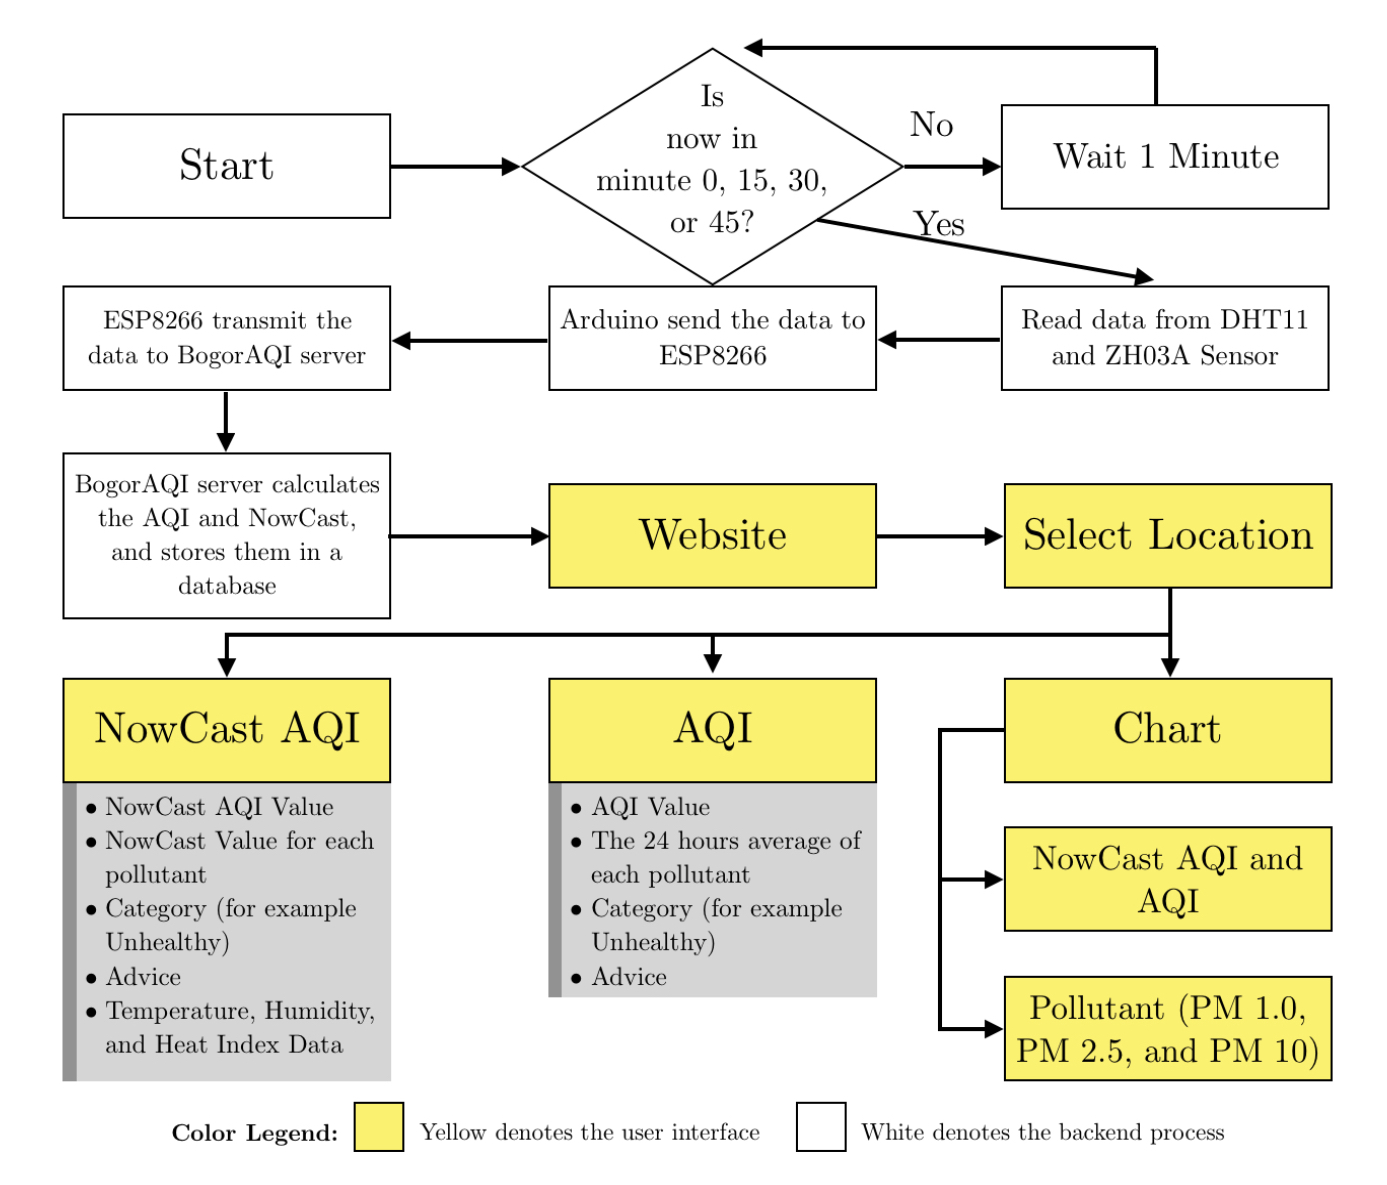 Start
Is
now in
minute 0, 15, 30,
or 45?
No
Wait 1 Minute
Yes
ESP8266 transmit the
data to BogorAQI server
Arduino send the data to
ESP8266
Read data from DHT11
and ZH03A Sensor
BogorAQI server calculates
the AQI and NowCast,
and stores them in a
database
Website
Select Location
NowCast AQI
• NowCast AQI Value
• NowCast Value for each
pollutant
• Category (for example
Unhealthy)
• Advice
• Temperature, Humidity,
and Heat Index Data
AQI
• AQI Value
• The 24 hours average of
each pollutant
• Category (for example
Unhealthy)
• Advice
Chart
NowCast AQI and
AQI
Pollutant (PM 1.0,
PM 2.5, and PM 10)
Color Legend:
Yellow denotes the user interface
White denotes the backend process